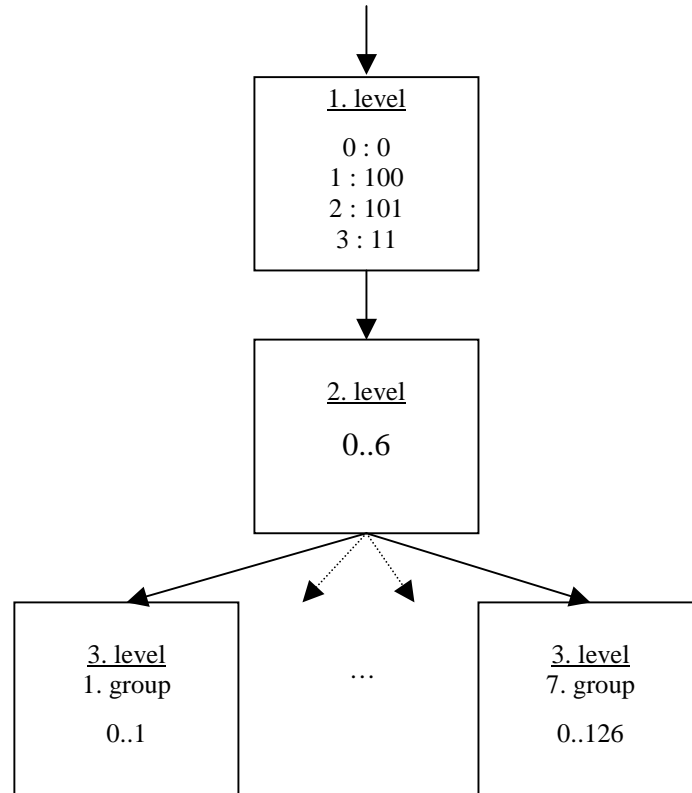 1. level
0 : 0
1 : 100
2 : 101
3 : 11
2. level
0..6
3. level
1. group
0..1
...
3. level
7. group
0..126